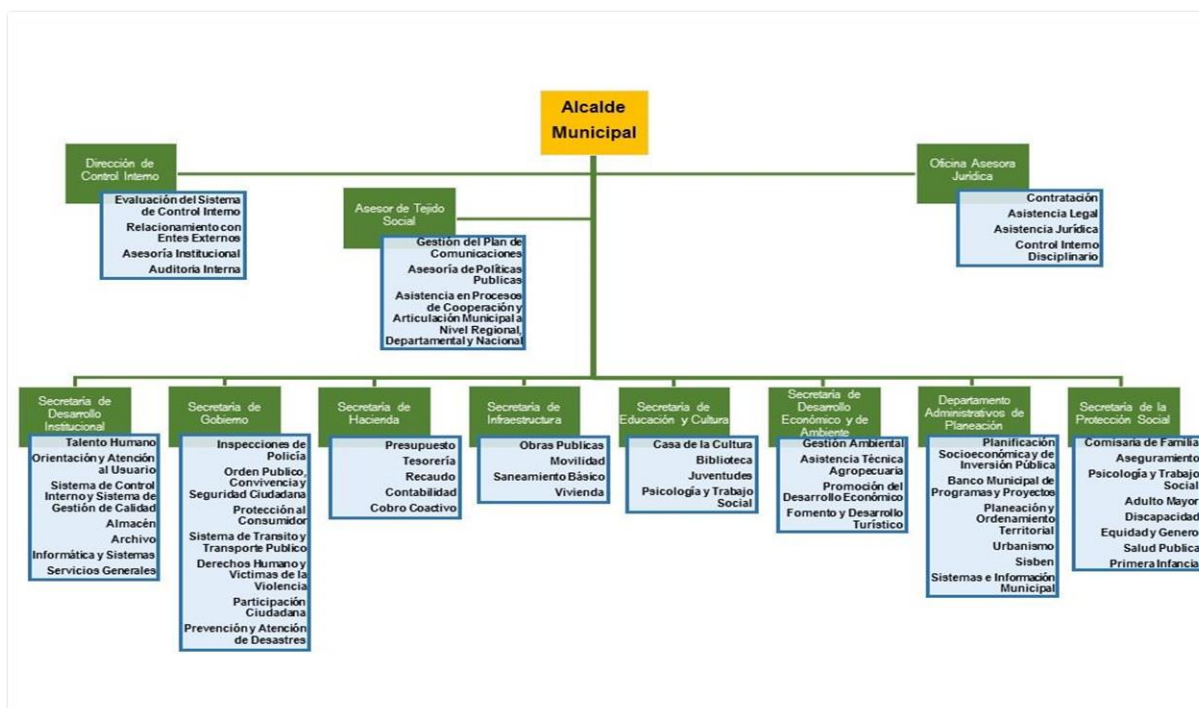 Alcalde
Municipal
Dirección de
Control Interno
Evaluación del Sistema
de Control Interno
Relacionamiento con
Entes Externos
Asesoría Institucional
Auditoria Interna
Asesor de Tejido
Social
Gestión del Plan de
Comunicaciones
Asesoría de Políticas
Publicas
Asistencia en Procesos
de Cooperación y
Articulación Municipal a
Nivel Regional,
Departamental y Nacional
Oficina Asesora
Jurídica
Contratación
Asistencia Legal
Asistencia Jurídica
Control Interno
Disciplinario
Secretaría de
Desarrollo
Institucional
Talento Humano
Orientación y Atención
al Usuario
Sistema de Control
Interno y Sistema de
Gestión de Calidad
Almacén
Archivo
Informática y Sistemas
Servicios Generales
Secretaría de
Gobierno
Inspecciones de
Policía
Orden Publico,
Convivencia y
Seguridad Ciudadana
Protección al
Consumidor
Sistema de Transito y
Transporte Publico
Derechos Humano y
Victimas de la
Violencia
Participación
Ciudadana
Prevención y Atención
de Desastres
Secretaría de
Hacienda
Presupuesto
Tesorería
Recaudo
Contabilidad
Cobro Coactivo
Secretaría de
Infraestructura
Obras Publicas
Movilidad
Saneamiento Básico
Vivienda
Secretaría de
Educación y Cultura
Casa de la Cultura
Biblioteca
Juventudes
Psicología y Trabajo
Social
Secretaría de
Desarrollo
Económico y de
Ambiente
Gestión Ambiental
Asistencia Técnica
Agropecuaria
Promoción del
Desarrollo Económico
Fomento y Desarrollo
Turístico
Departamento
Administrativos de
Planeación
Planificación
Socioeconómica y de
Inversión Pública
Banco Municipal de
Programas y Proyectos
Planeación y
Ordenamiento
Territorial
Urbanismo
Sisben
Sistemas e Información
Municipal
Secretaría de la
Protección Social
Comisaria de Familia
Aseguramiento
Psicología y Trabajo
Social
Adulto Mayor
Discapacidad
Equidad y Genero
Salud Publica
Primera Infancia